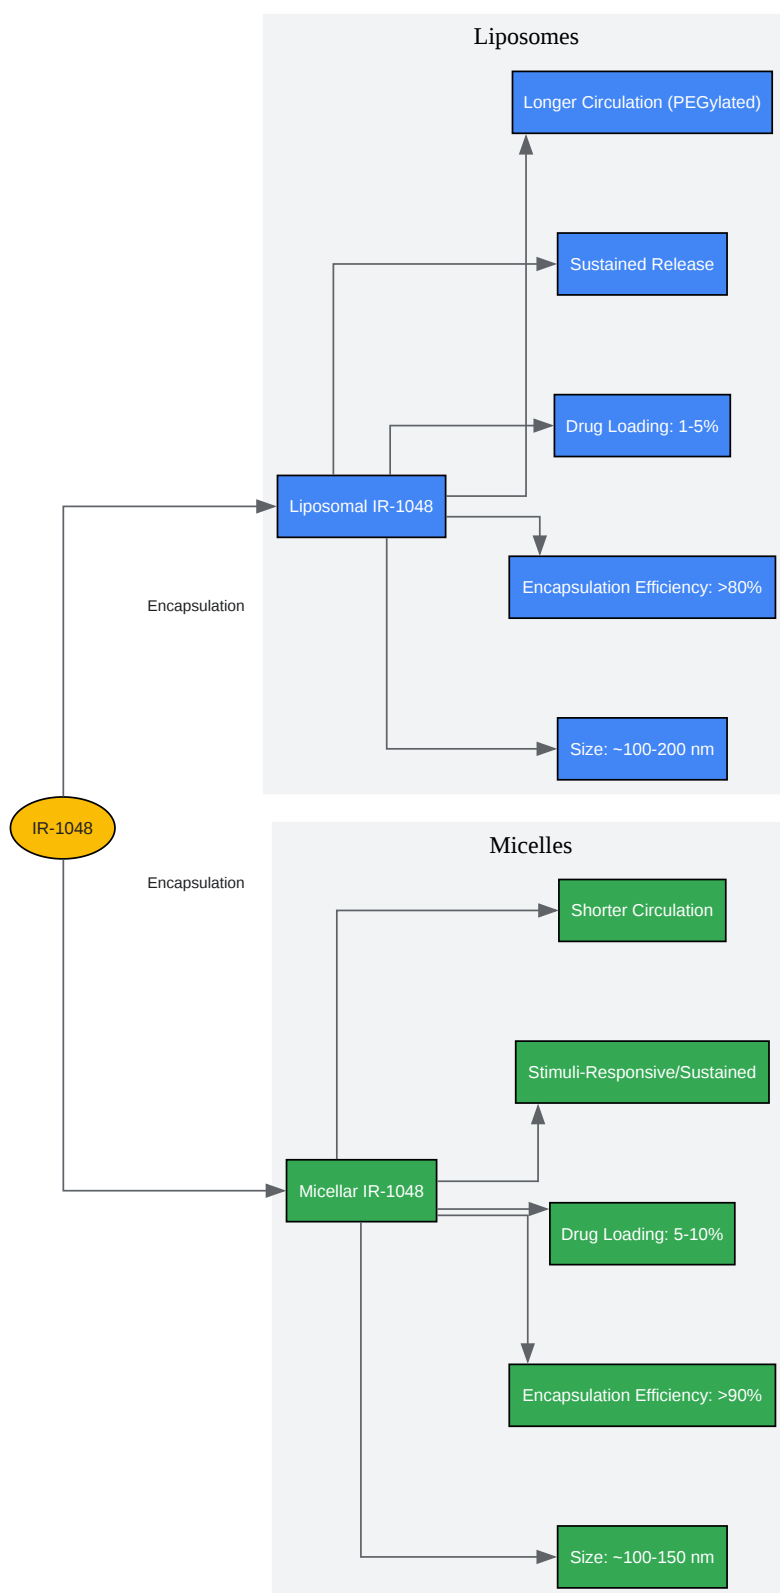 Liposomes
Longer Circulation (PEGylated)
Sustained Release
Drug Loading: 1-5%
Liposomal IR-1048
Encapsulation Efficiency: >80%
Encapsulation
Size: ~100-200 nm
IR-1048
Micelles
Encapsulation
Shorter Circulation
Stimuli-Responsive/Sustained
Micellar IR-1048
Drug Loading: 5-10%
Encapsulation Efficiency: >90%
Size: ~100-150 nm